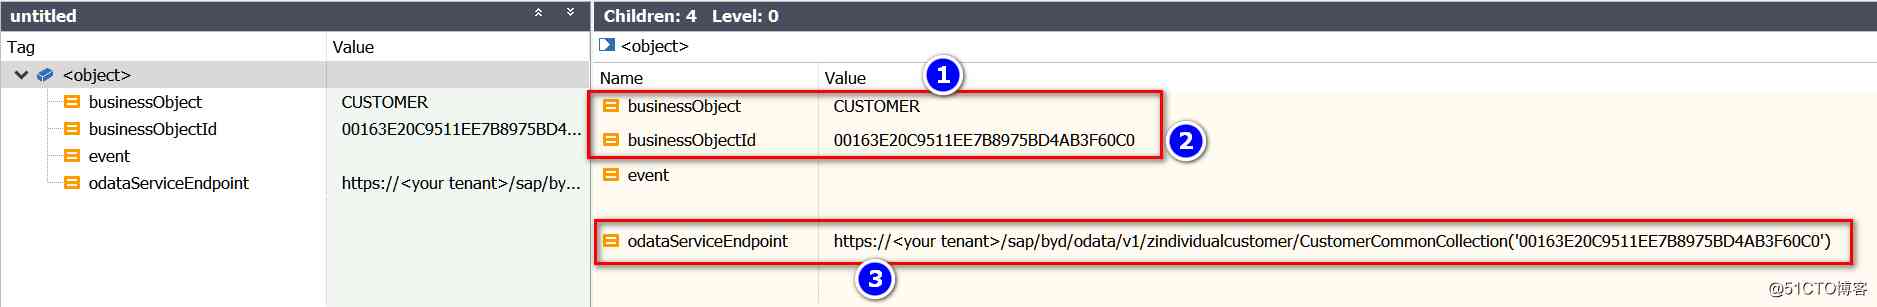 untitled
Tag Value
<object>
businessObject CUSTOMER
businessObjectId 00163E20C9511EE7B8975BD4...
event
odataServiceEndpoint https://<your tenant>/sap/by...
Children: 4 Level: 0
<object>
Name Value
1
businessObject CUSTOMER
businessObjectId 00163E20C9511EE7B8975BD4AB3F60C0
2
event
odataServiceEndpoint https://<your tenant>/sap/byd/odata/v1/zindividualcustomer/CustomerCommonCollection('00163E20C9511EE7B8975BD4AB3F60C0')
3
@51CTO博客